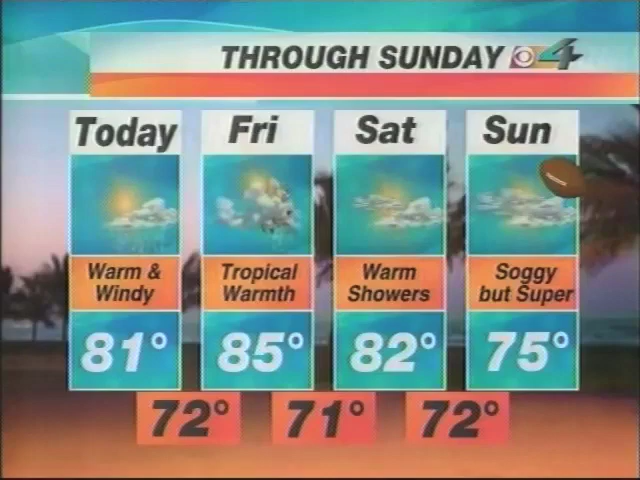 THROUGH SUNDAY 4
Today Fri Sat Sun
Warm & Windy
Tropical Warmth
Warm Showers
Soggy but Super
81° 85° 82° 75°
72° 71° 72°